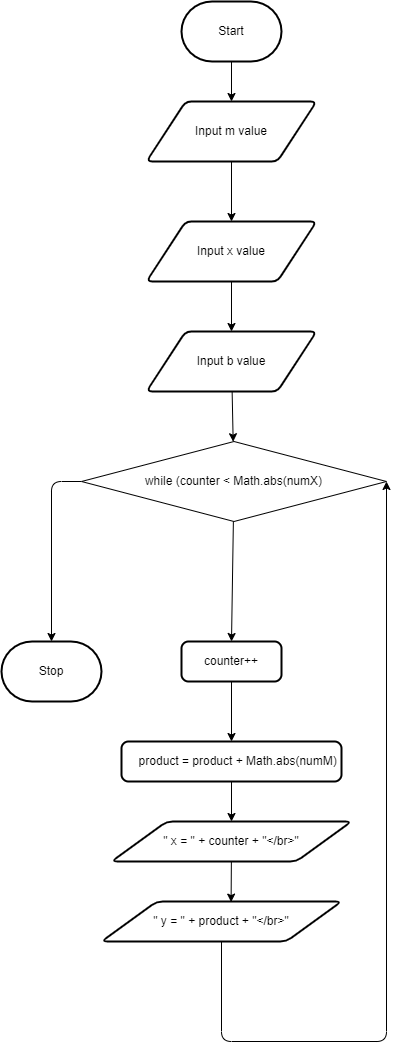 Start
Input m value
Input x value
Input b value
while (counter < Math.abs(numX)
Stop
counter++
product = product + Math.abs(numM)
" x = " + counter + "</br>"
" y = " + product + "</br>"